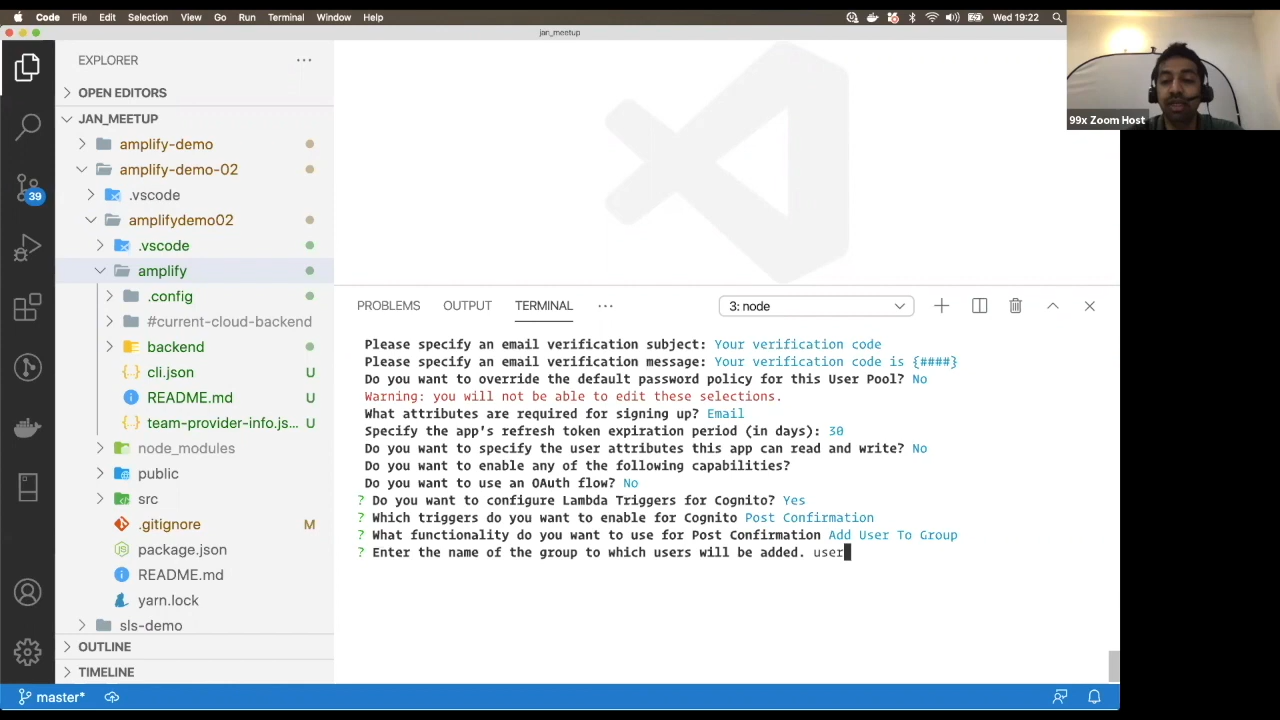 Code File Edit Selection View Go Run Terminal Window Help Wed 19:22
jan_meetup
EXPLORER
OPEN EDITORS
JAN_MEETUP
amplify-demo
amplify-demo-02
.vscode
39
amplifydemo02
.vscode
amplify
.config
#current-cloud-backend
backend
cli.json U
README.md U
team-provider-info.js... U
node_modules
public
src
.gitignore M
package.json
README.md
yarn.lock
sls-demo
OUTLINE
TIMELINE
master*
PROBLEMS OUTPUT TERMINAL ... 3: node
Please specify an email verification subject: Your verification code
Please specify an email verification message: Your verification code is {####}
Do you want to override the default password policy for this User Pool? No
Warning: you will not be able to edit these selections.
What attributes are required for signing up? Email
Specify the app's refresh token expiration period (in days): 30
Do you want to specify the user attributes this app can read and write? No
Do you want to enable any of the following capabilities?
Do you want to use an OAuth flow? No
? Do you want to configure Lambda Triggers for Cognito? Yes
? Which triggers do you want to enable for Cognito Post Confirmation
? What functionality do you want to use for Post Confirmation Add User To Group
? Enter the name of the group to which users will be added. user
99x Zoom Host